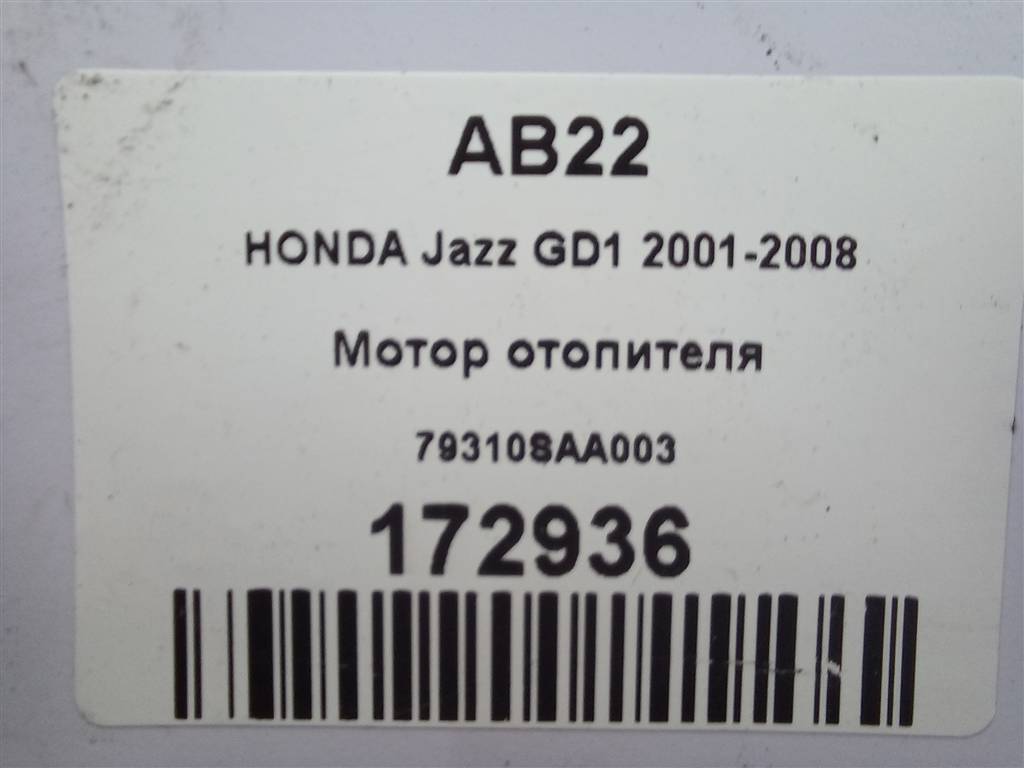 AB22
HONDA Jazz GD1 2001-2008
Мотор отопителя
79310SAA003
172936